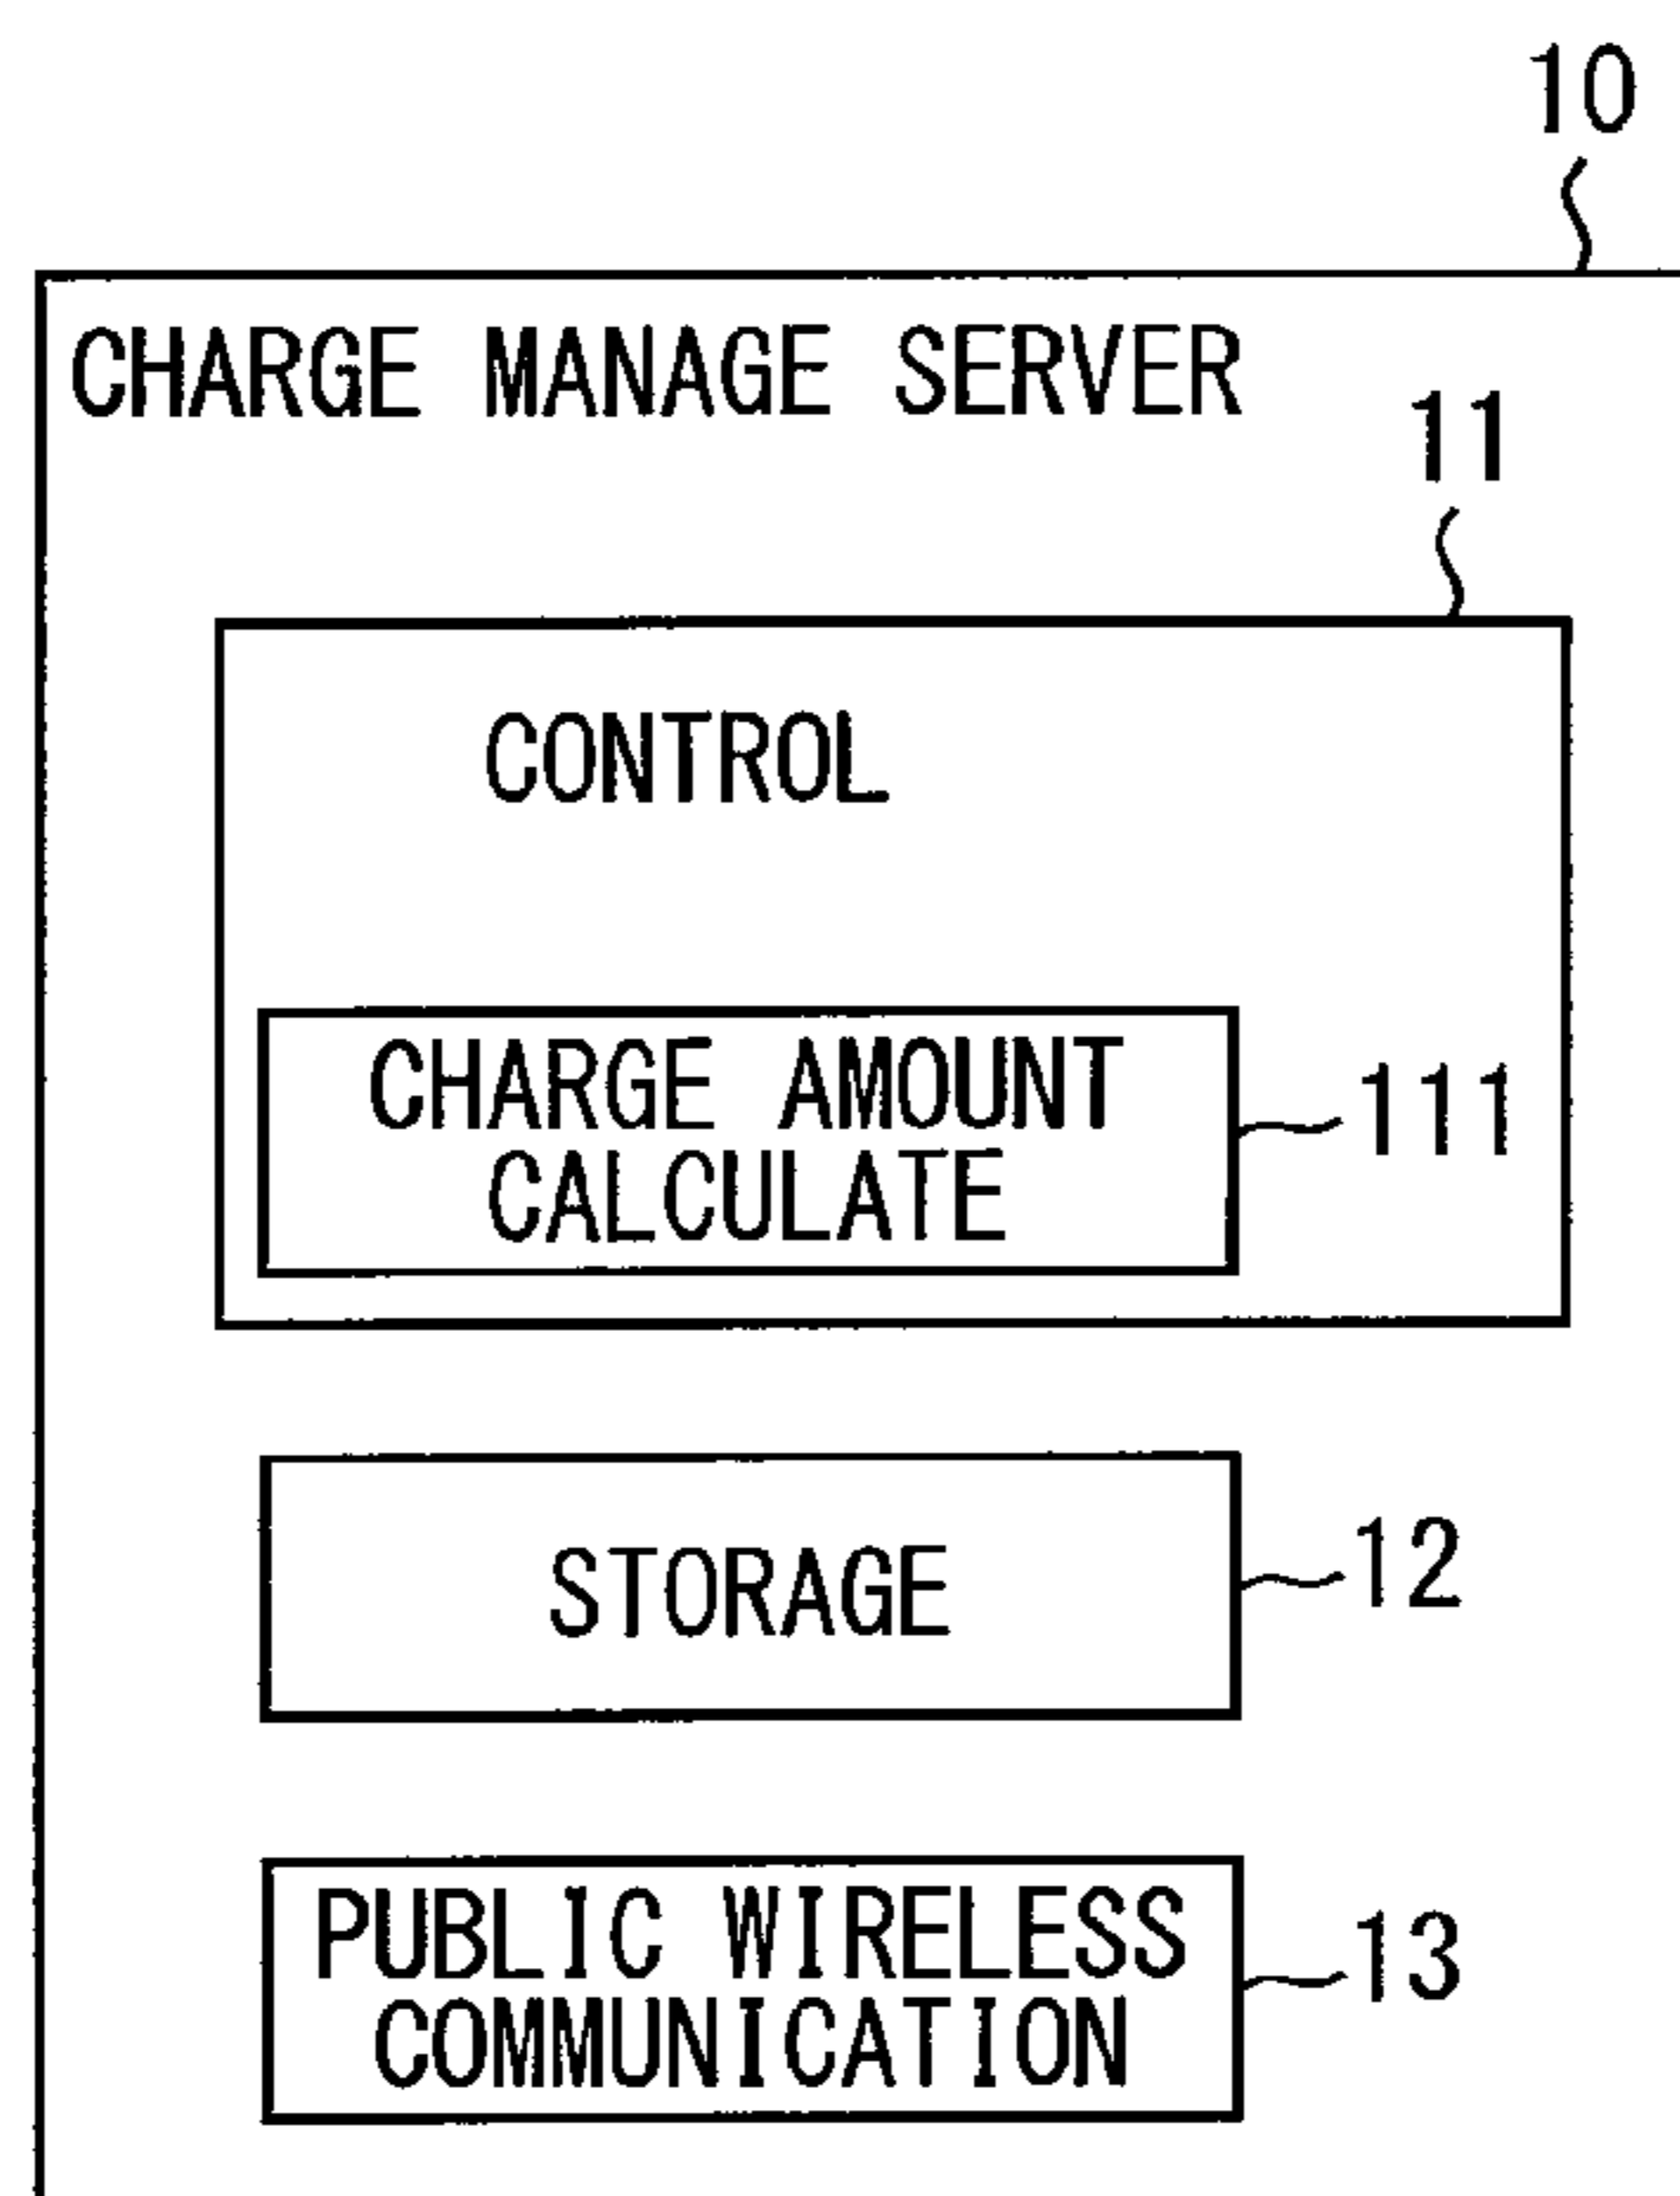 10
CHARGE MANAGE SERVER
11
CONTROL
CHARGE AMOUNT
CALCULATE
111
STORAGE
12
PUBLIC WIRELESS
COMMUNICATION
13